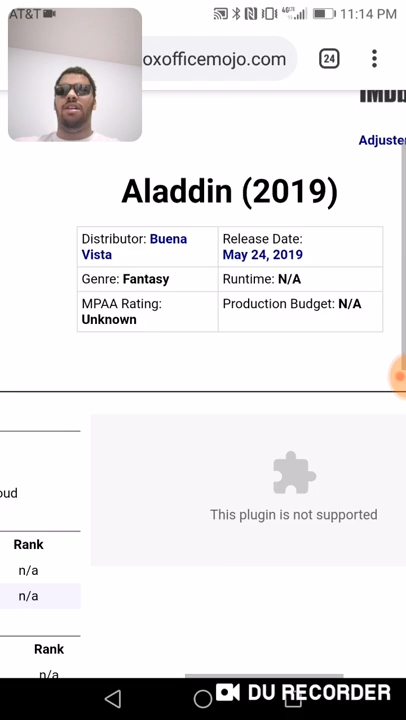 AT&T
11:14 PM
oxofficemojo.com
24
IMDb
Adjuste
Aladdin (2019)
Distributor: Buena Vista
Release Date: May 24, 2019
Genre: Fantasy
Runtime: N/A
MPAA Rating: Unknown
Production Budget: N/A
This plugin is not supported
oud
Rank
n/a
n/a
Rank
n/a
DU RECORDER